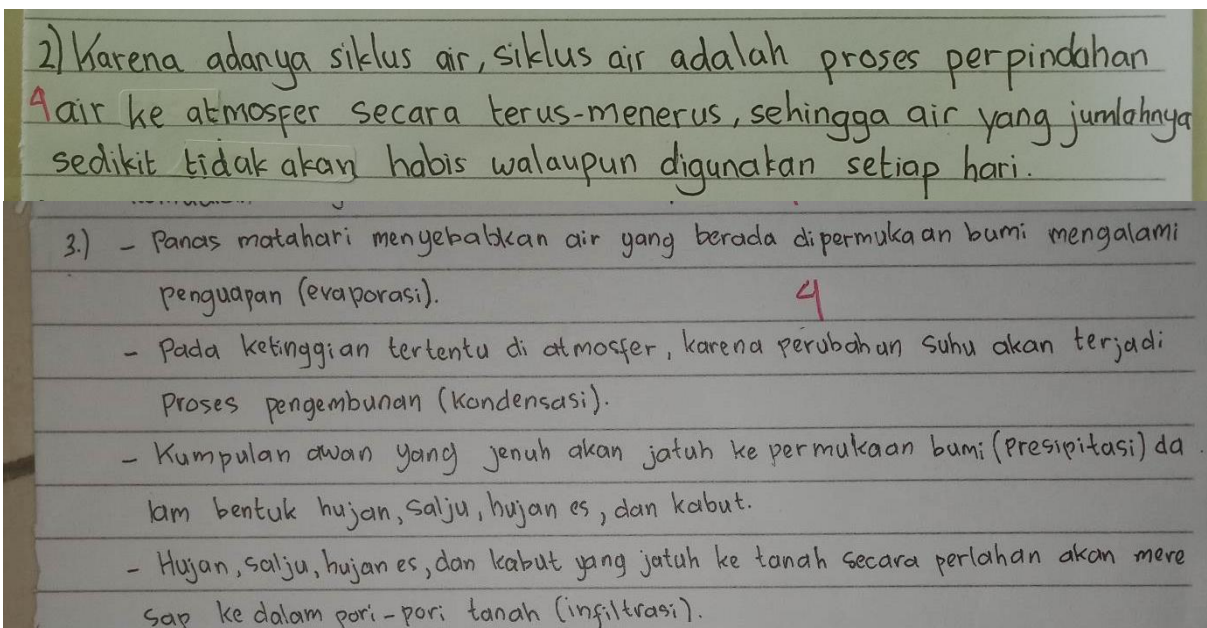 2) Karena adanya siklus air, siklus air adalah proses perpindahan
4 air ke atmosfer secara terus-menerus, sehingga air yang jumlahnya
sedikit tidak akan habis walaupun digunakan setiap hari.
3.) - Panas matahari menyebabkan air yang berada dipermukaan bumi mengalami
penguapan (evaporasi).
4
- Pada ketinggian tertentu di atmosfer, karena perubahan suhu akan terjadi
Proses pengembunan (kondensasi).
- Kumpulan awan yang jenuh akan jatuh ke permukaan bumi (Presipitasi) da
lam bentuk hujan, salju, hujan es, dan kabut.
- Hujan, salju, hujan es, dan kabut yang jatuh ke tanah secara perlahan akan mere
sap ke dalam pori-pori tanah (infiltrasi).